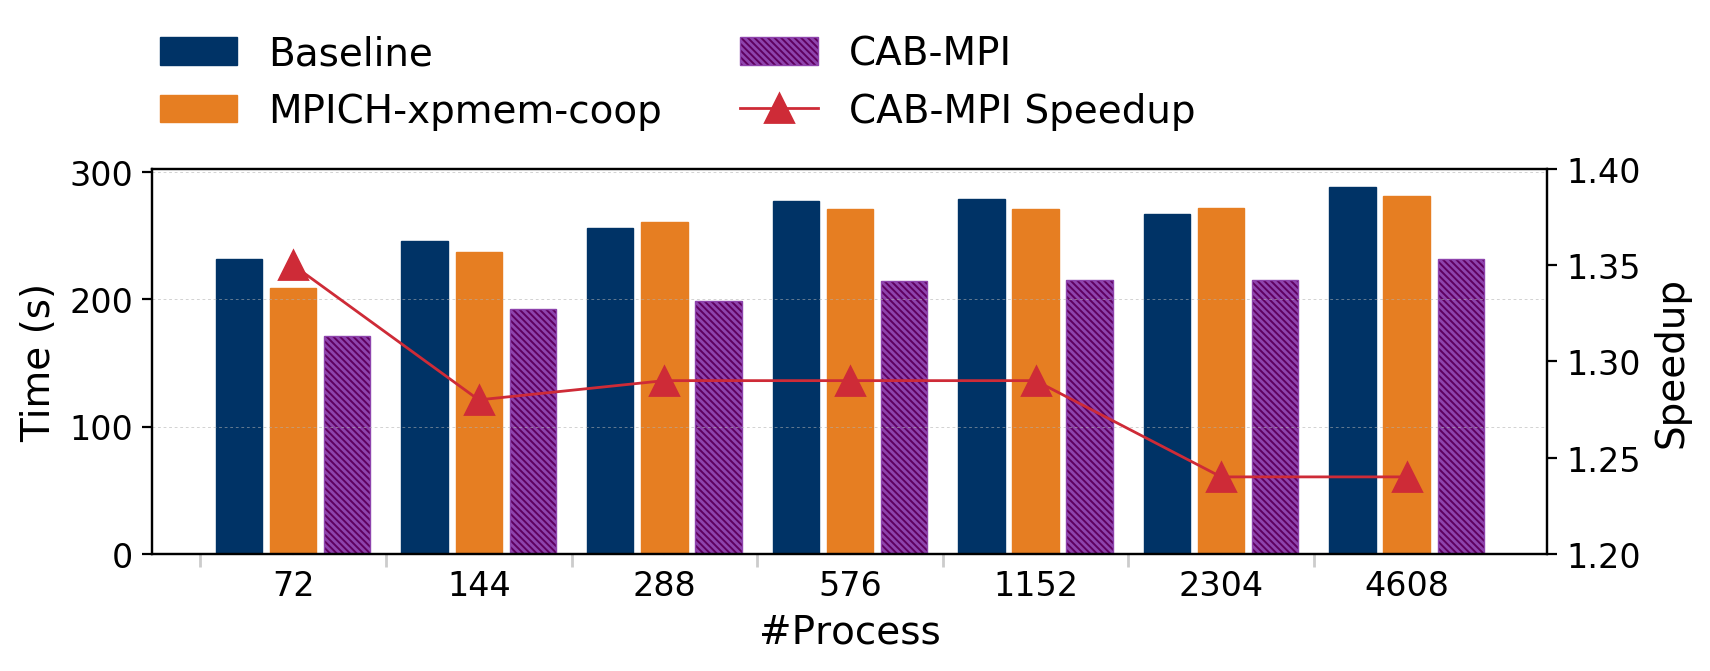 Baseline
MPICH-xpmem-coop
CAB-MPI
CAB-MPI Speedup
300
200
100
0
Time (s)
1.40
1.35
1.30
1.25
1.20
Speedup
72 144 288 576 1152 2304 4608
#Process